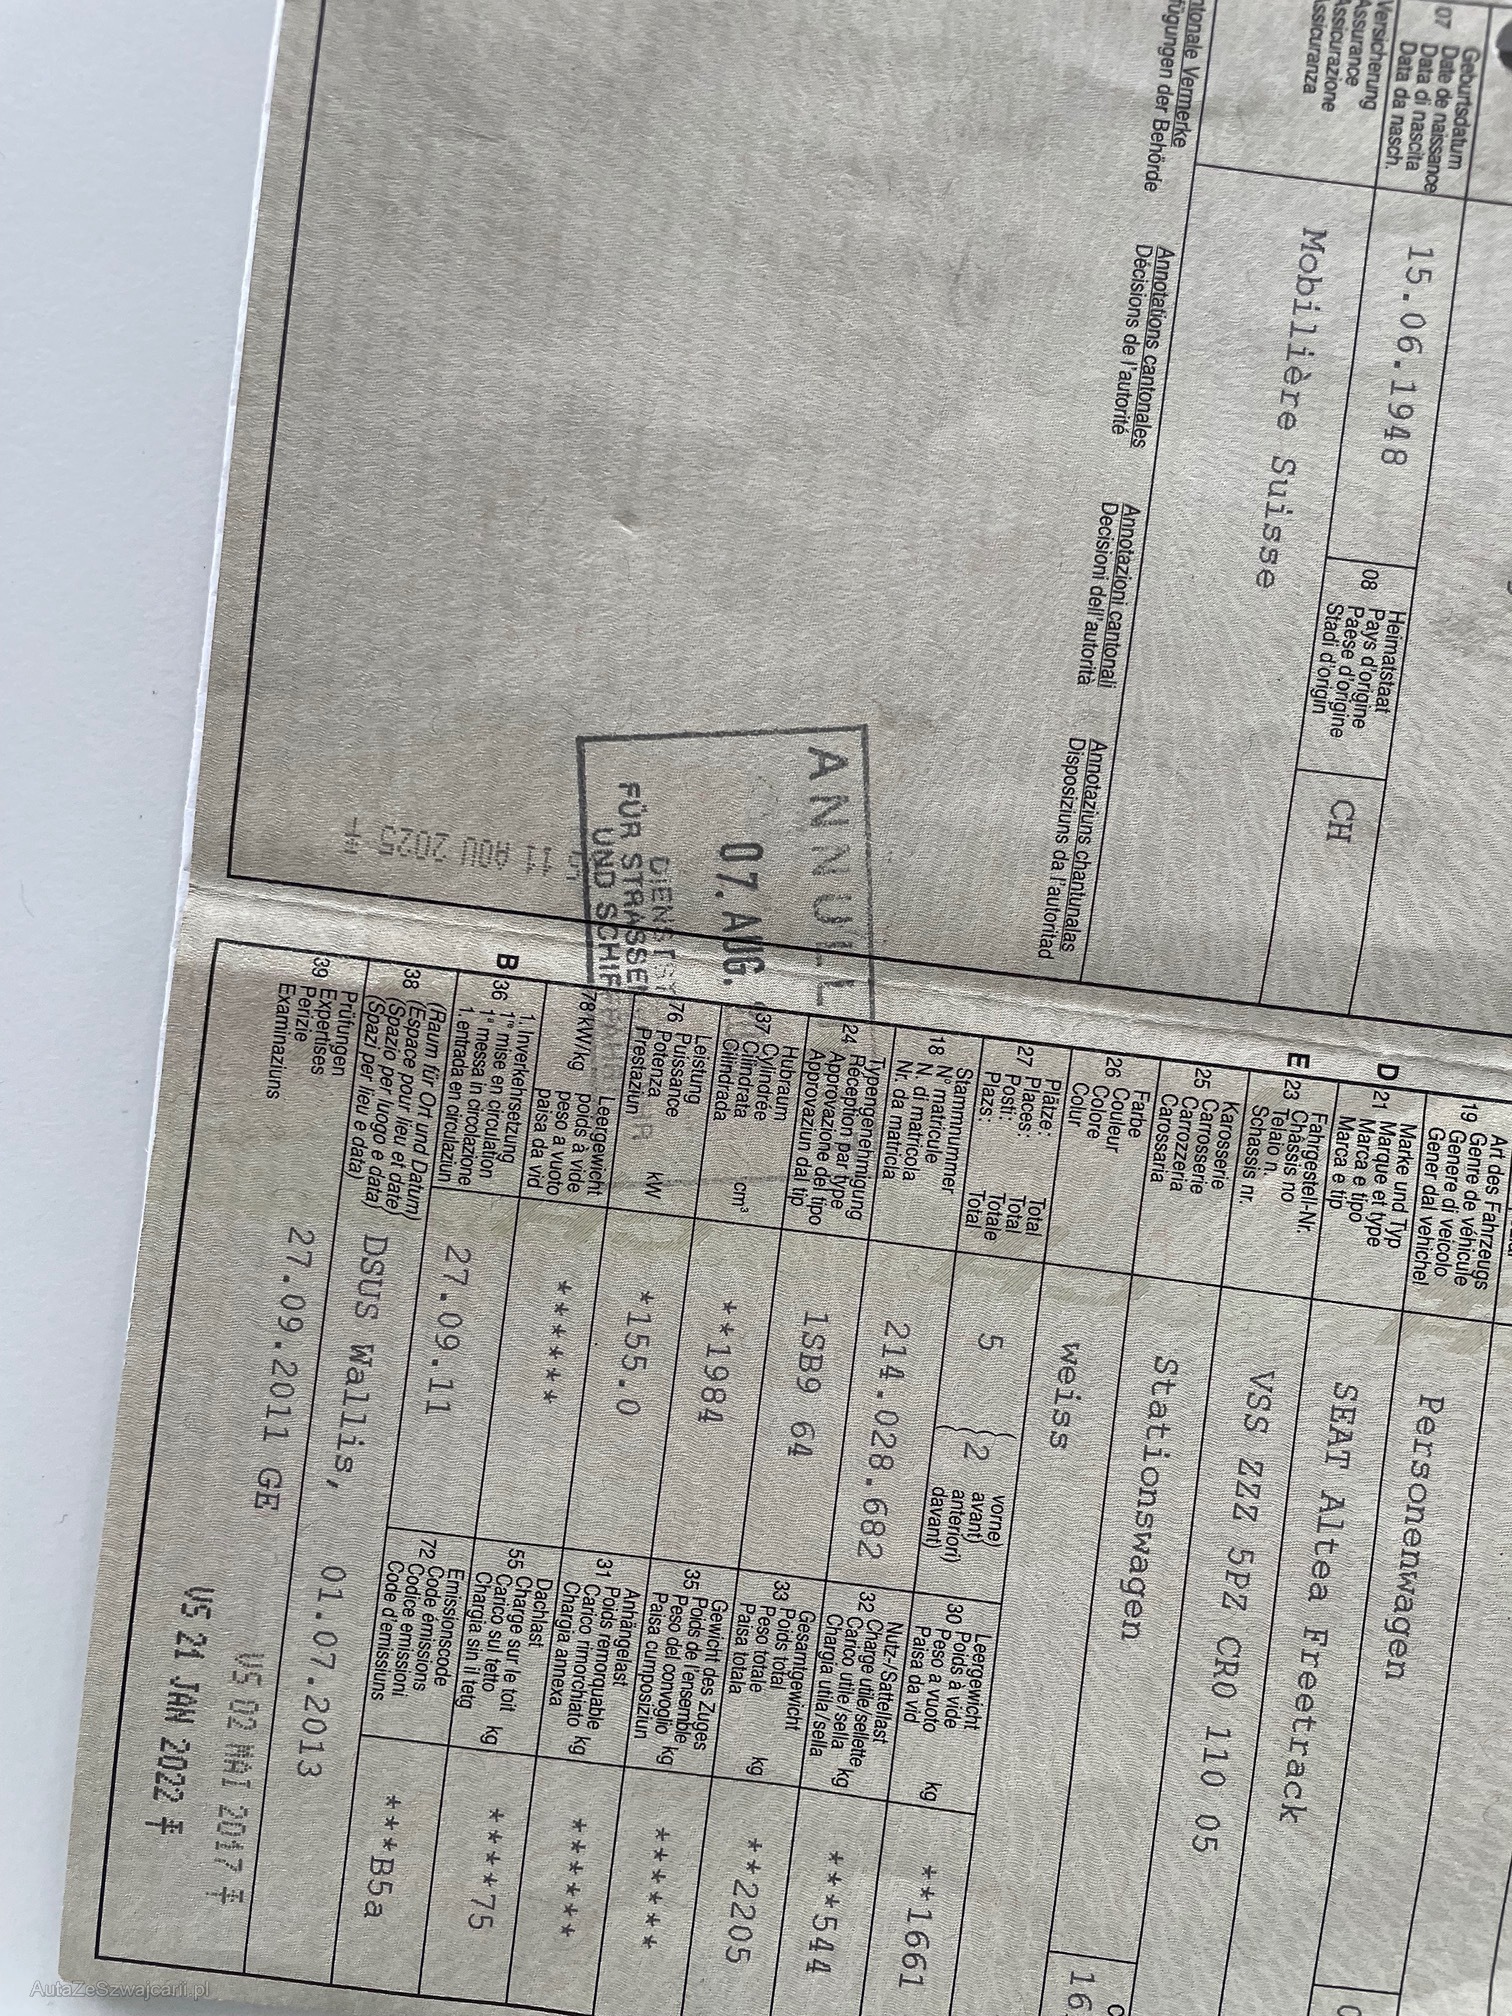 Geburtsdatum
07 Date de naissance
Data di nascita
Data da nasch.
15.06.1948
Heimatstaat
08 Pays d'origine
Paese d'origine
Stadi d'origin
CH
Versicherung
Assurance
Assicurazione
Assicuranza
Mobilière Suisse
Vermerke
der Behörde
Annotations cantonales
Décisions de l'autorité
Annotazioni cantonali
Decisioni dell'autorità
Annotaziuns chantunalas
Disposiziuns da l'autoritad
07. AUG.
FÜR STRASSE
UND SCHIF
11 AOU 2025
Art des Fahrzeugs
19 Genre de véhicule
Genere di veicolo
Gener dal vehichel
Personenwagen
D 21 Marke und Typ
Marque et type
Marca e tipo
Marca e tip
SEAT Altea Freetrack
E 23 Fahrgestell-Nr.
Châssis no
Telaio n.
Schassis nr.
VSS ZZZ 5PZ CR0 110 05
Karosserie
25 Carrosserie
Carrozzeria
Carossaria
Stationswagen
Farbe
26 Couleur
Colore
Colur
weiss
16
Plätze: Total
27 Places: Total
Posti: Totale
Plazs: Total
5
2
vorne)
avant)
anteriori)
davant)
Stammnummer
18 N° matricule
N. di matricola
Nr. da matricla
214.028.682
Typengenehmigung
24 Réception par type
Approvazione del tipo
Approvaziun dal tip
1SB9 64
Hubraum
37 Cylindrée
Cilindrata cm³
Cilindrada
**1984
Leistung
76 Puissance
Potenza kW
Prestaziun
*155.0
Leergewicht
78 kW/kg poids à vide
peso a vuoto
paisa da vid
******
B 36 1. Inverkehrsetzung
1re mise en circulation
1a messa in circolazione
1. entrada en circulaziun
27.09.11
Leergewicht
30 Poids à vide
Peso a vuoto kg
Paisa da vid
**1661
Nutz-/Sattellast
32 Charge utile/sellette
Carico utile/sella kg
Chargia utila/sella
***544
Gesamtgewicht
33 Poids total
Peso totale kg
Paisa totala
**2205
Gewicht des Zuges
35 Poids de l'ensemble
Peso del convoglio kg
Paisa cumposiziun
******
Anhängelast
31 Poids remorquable
Carico rimorchiato kg
Chargia annexa
******
Dachlast
55 Charge sur le toit
Carico sul tetto kg
Chargia sin il tetg
****75
Emissionscode
72 Code émissions
Codice emissioni
Code d'emissiuns
***B5a
38 (Raum für Ort und Datum)
(Espace pour lieu et date)
(Spazio per luogo e data)
(Spazi per lieu e data)
DSUS Wallis, 01.07.2013
Prüfungen
39 Expertises
Perizie
Examinaziuns
27.09.2011 GE
VS 02 MAI 2017
VS 21 JAN 2022
AutaZeSzwajcarii.pl